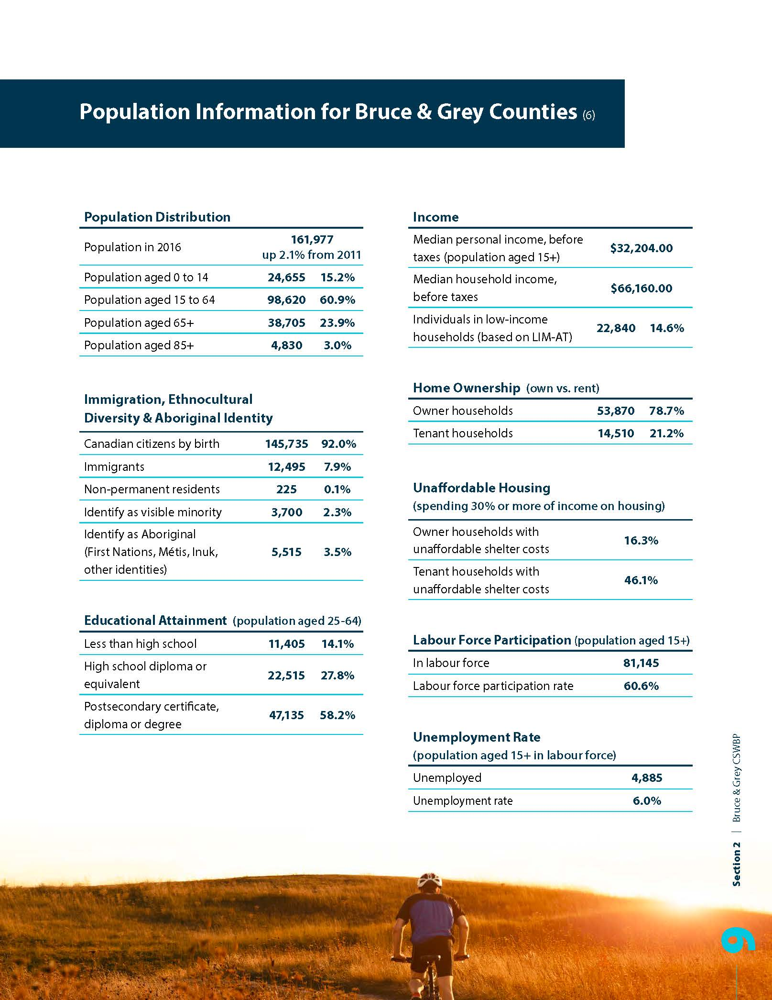 Population Information for Bruce & Grey Counties (6)
Population Distribution
Population in 2016 161,977
up 2.1% from 2011
Population aged 0 to 14 24,655 15.2%
Population aged 15 to 64 98,620 60.9%
Population aged 65+ 38,705 23.9%
Population aged 85+ 4,830 3.0%
Immigration, Ethnocultural
Diversity & Aboriginal Identity
Canadian citizens by birth 145,735 92.0%
Immigrants 12,495 7.9%
Non-permanent residents 225 0.1%
Identify as visible minority 3,700 2.3%
Identify as Aboriginal
(First Nations, Métis, Inuk, 5,515 3.5%
other identities)
Educational Attainment (population aged 25-64)
Less than high school 11,405 14.1%
High school diploma or
equivalent 22,515 27.8%
Postsecondary certificate,
diploma or degree 47,135 58.2%
Income
Median personal income, before
taxes (population aged 15+) $32,204.00
Median household income,
before taxes $66,160.00
Individuals in low-income
households (based on LIM-AT) 22,840 14.6%
Home Ownership (own vs. rent)
Owner households 53,870 78.7%
Tenant households 14,510 21.2%
Unaffordable Housing
(spending 30% or more of income on housing)
Owner households with
unaffordable shelter costs 16.3%
Tenant households with
unaffordable shelter costs 46.1%
Labour Force Participation (population aged 15+)
In labour force 81,145
Labour force participation rate 60.6%
Unemployment Rate
(population aged 15+ in labour force)
Unemployed 4,885
Unemployment rate 6.0%
Section 2 | Bruce & Grey CSWBP
9